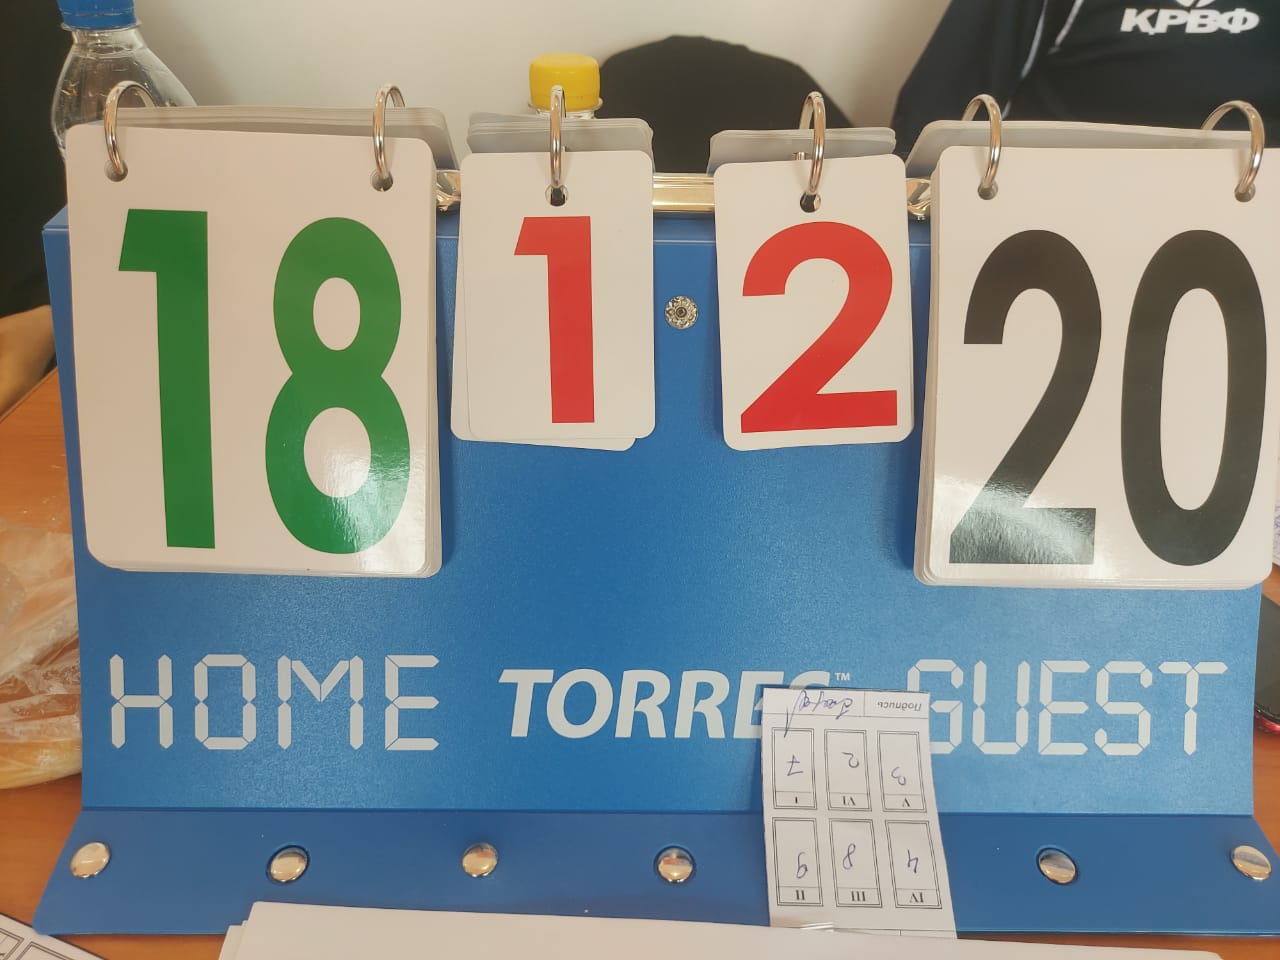 КРВФ
18 1 2 20
HOME TORRES™ GUEST
Подпись
3 2 7
V VI I
4 8 9
IV III II